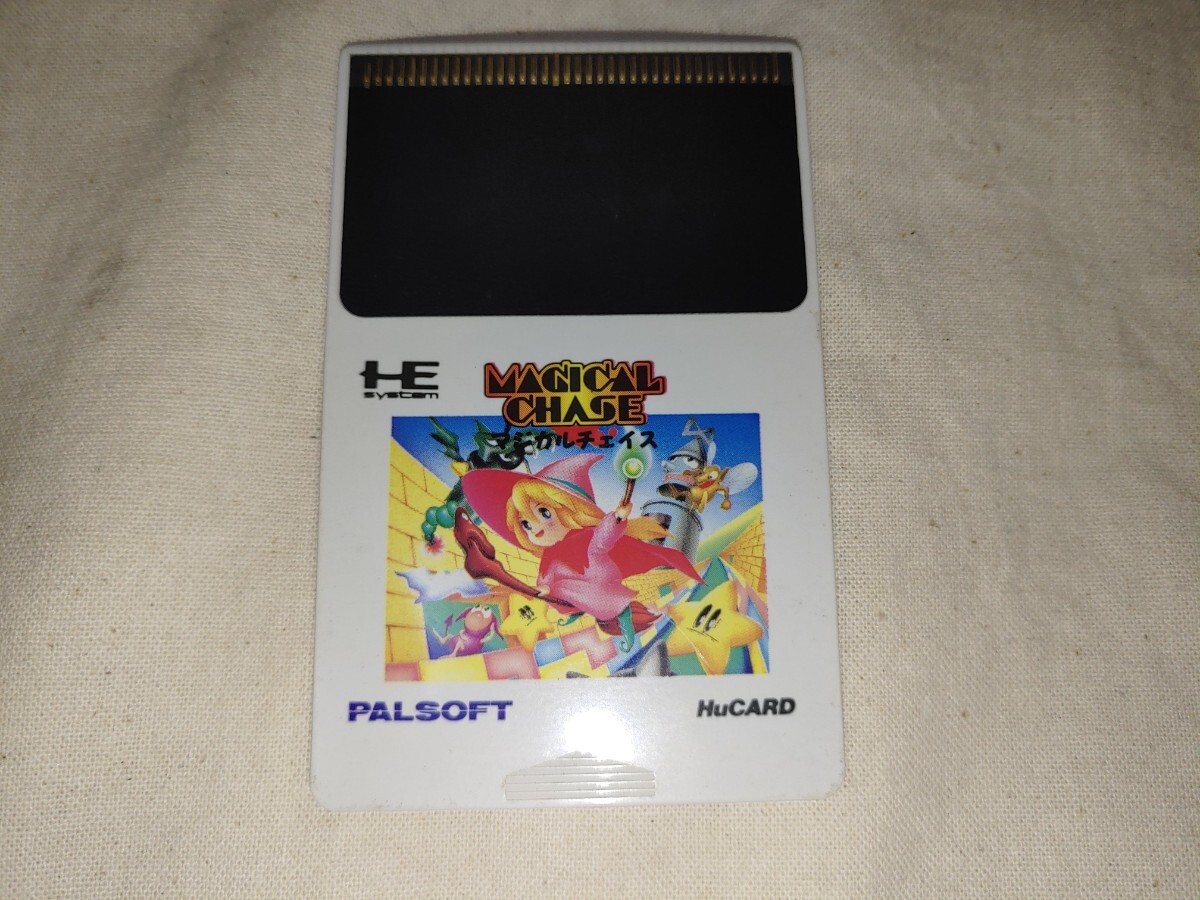 HE
system
MAGICAL
CHASE
マジカルチェイス
PALSOFT
HuCARD